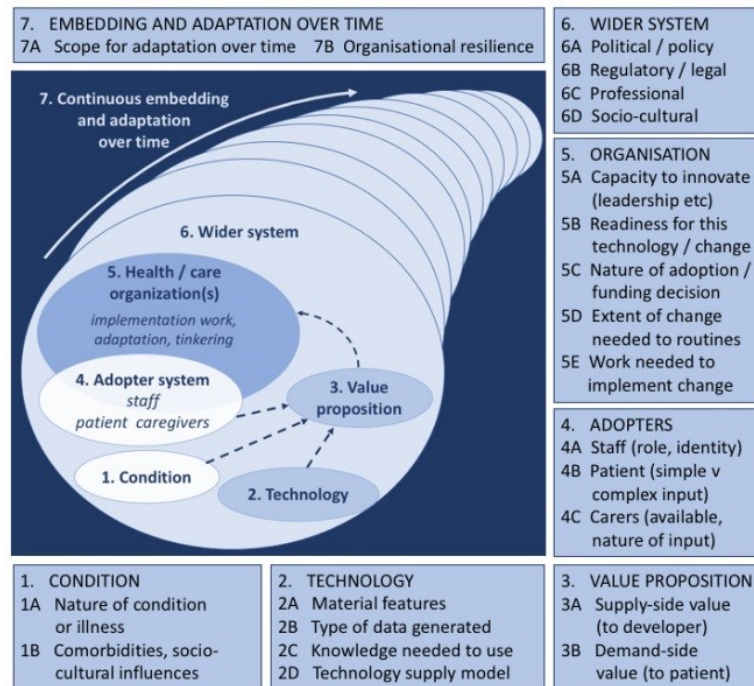 7. EMBEDDING AND ADAPTATION OVER TIME
7A Scope for adaptation over time 7B Organisational resilience
7. Continuous embedding
and adaptation
over time
6. Wider system
5. Health / care
organization(s)
implementation work,
adaptation, tinkering
4. Adopter system
staff
patient caregivers
3. Value
proposition
1. Condition
2. Technology
6. WIDER SYSTEM
6A Political / policy
6B Regulatory / legal
6C Professional
6D Socio-cultural
5. ORGANISATION
5A Capacity to innovate
(leadership etc)
5B Readiness for this
technology / change
5C Nature of adoption /
funding decision
5D Extent of change
needed to routines
5E Work needed to
implement change
4. ADOPTERS
4A Staff (role, identity)
4B Patient (simple v
complex input)
4C Carers (available,
nature of input)
1. CONDITION
1A Nature of condition
or illness
1B Comorbidities, socio-
cultural influences
2. TECHNOLOGY
2A Material features
2B Type of data generated
2C Knowledge needed to use
2D Technology supply model
3. VALUE PROPOSITION
3A Supply-side value
(to developer)
3B Demand-side
value (to patient)